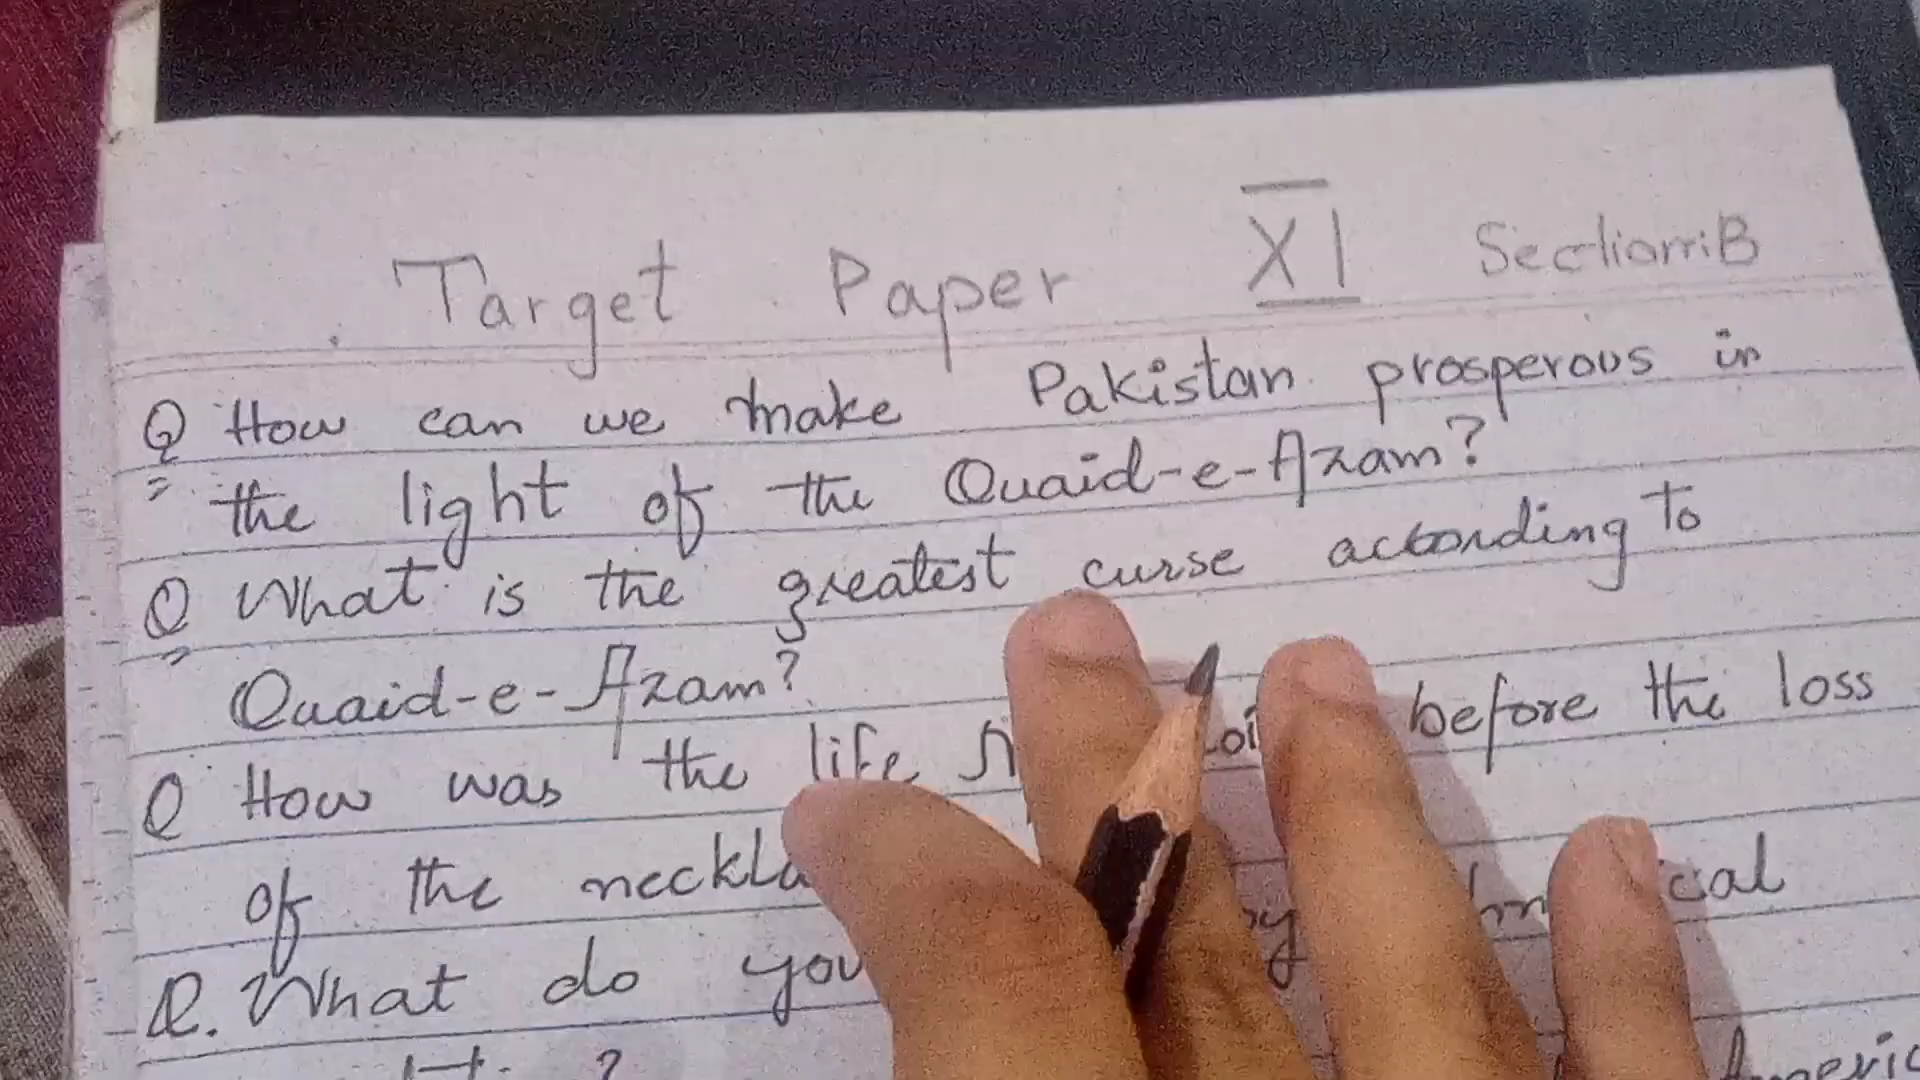 Target Paper XI Section:B
Q How can we make Pakistan prosperous in
the light of the Quaid-e-Azam?
Q What is the greatest curse according to
Quaid-e-Azam?
Q How was the life before the loss
of the
Q. What do you
?